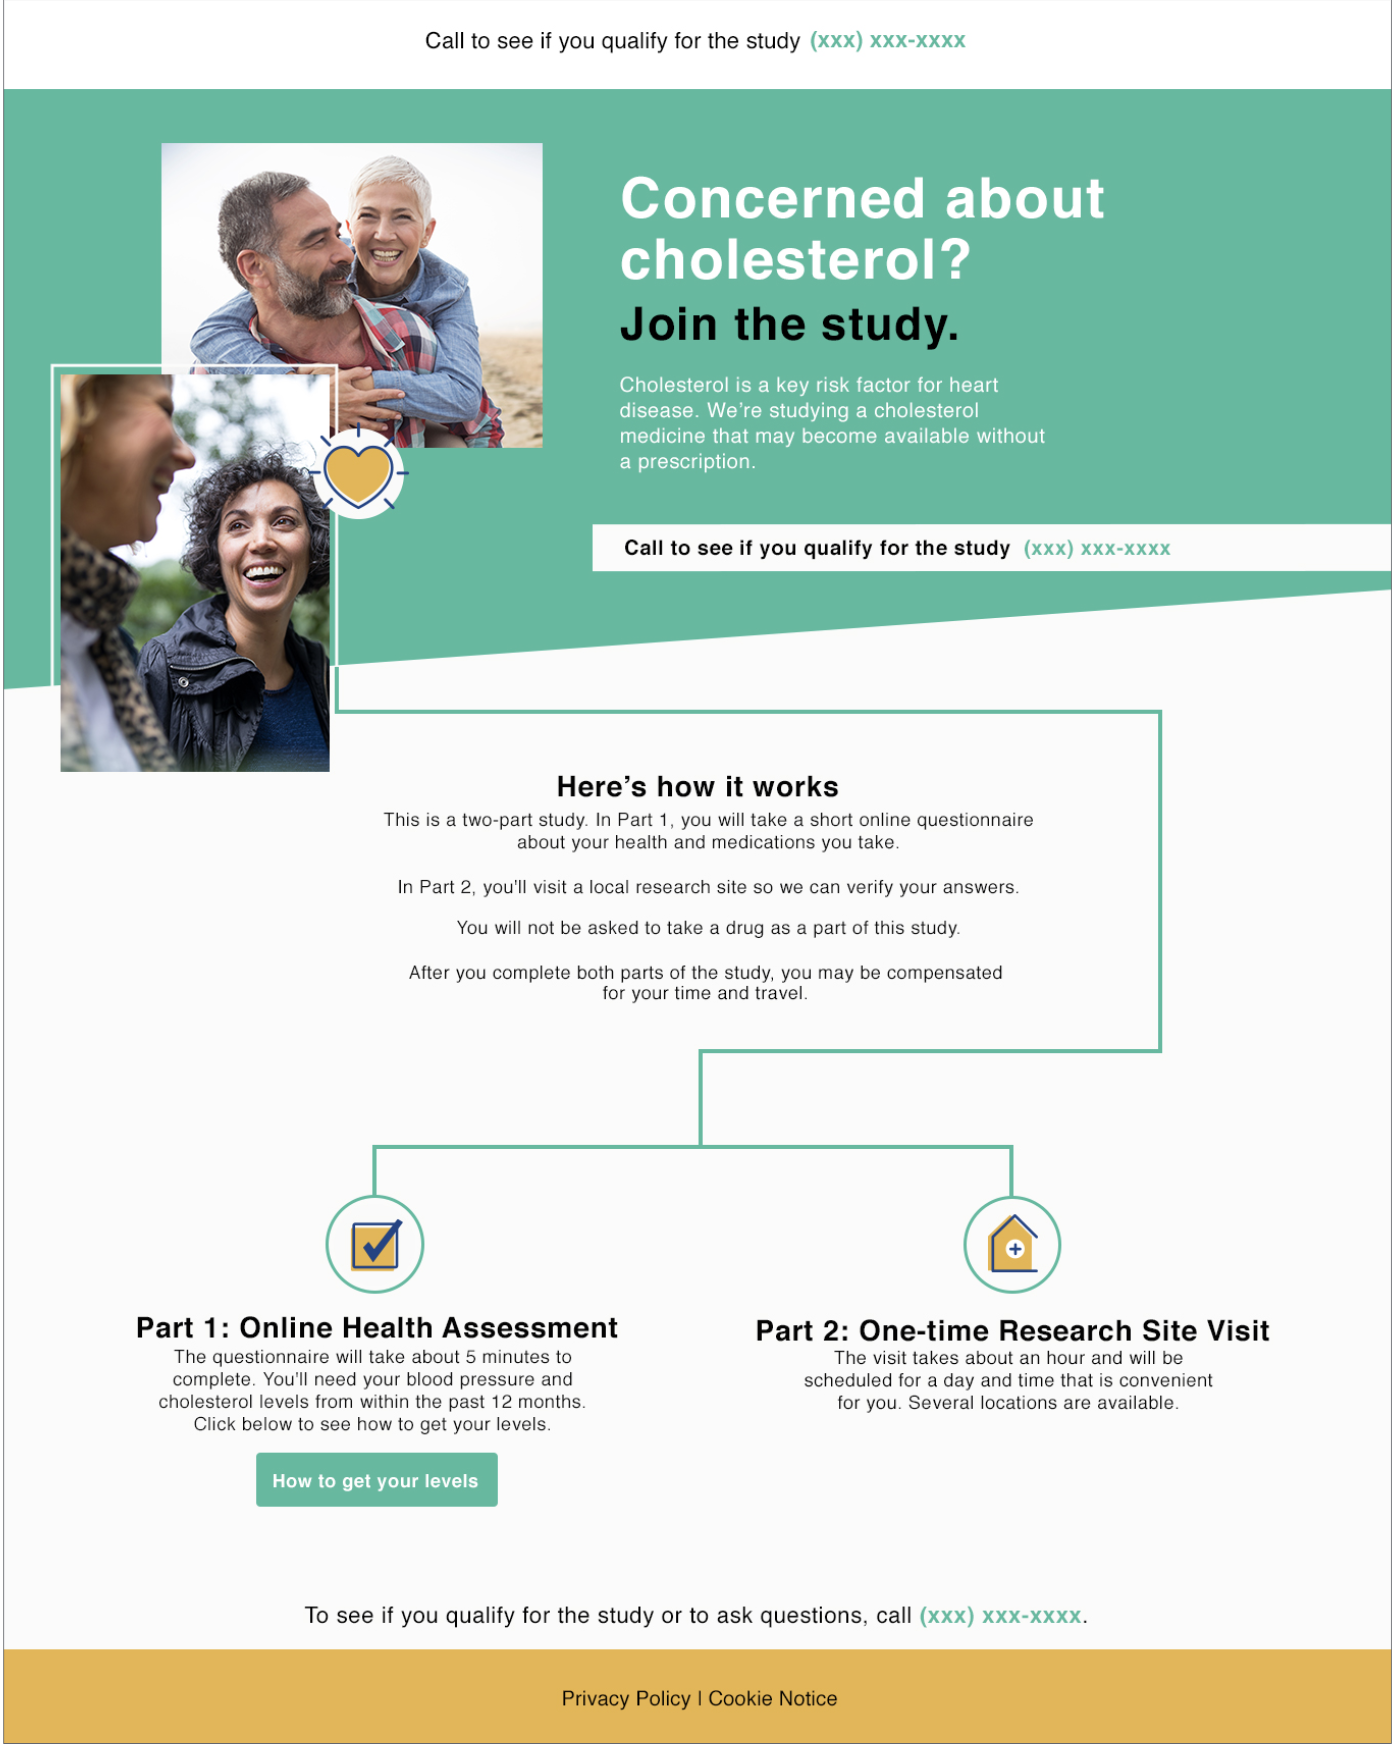 Call to see if you qualify for the study (xxx) xxx-xxxx
Concerned about
cholesterol?
Join the study.
Cholesterol is a key risk factor for heart
disease. We’re studying a cholesterol
medicine that may become available without
a prescription.
Call to see if you qualify for the study (xxx) xxx-xxxx
Here’s how it works
This is a two-part study. In Part 1, you will take a short online questionnaire
about your health and medications you take.
In Part 2, you'll visit a local research site so we can verify your answers.
You will not be asked to take a drug as a part of this study.
After you complete both parts of the study, you may be compensated
for your time and travel.
Part 1: Online Health Assessment
The questionnaire will take about 5 minutes to
complete. You'll need your blood pressure and
cholesterol levels from within the past 12 months.
Click below to see how to get your levels.
How to get your levels
Part 2: One-time Research Site Visit
The visit takes about an hour and will be
scheduled for a day and time that is convenient
for you. Several locations are available.
To see if you qualify for the study or to ask questions, call (xxx) xxx-xxxx.
Privacy Policy | Cookie Notice